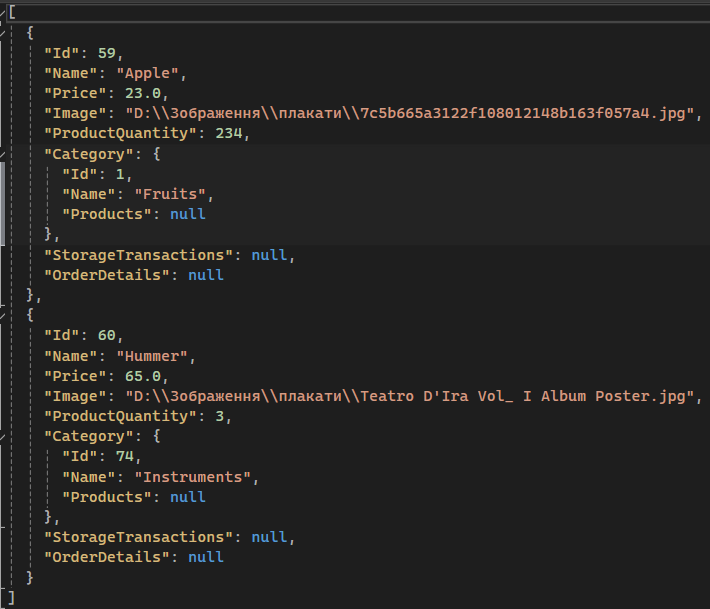 [
{
"Id": 59,
"Name": "Apple",
"Price": 23.0,
"Image": "D:\\Зображення\\плакати\\7c5b665a3122f108012148b163f057a4.jpg",
"ProductQuantity": 234,
"Category": {
"Id": 1,
"Name": "Fruits",
"Products": null
},
"StorageTransactions": null,
"OrderDetails": null
},
{
"Id": 60,
"Name": "Hummer",
"Price": 65.0,
"Image": "D:\\Зображення\\плакати\\Teatro D'Ira Vol_ I Album Poster.jpg",
"ProductQuantity": 3,
"Category": {
"Id": 74,
"Name": "Instruments",
"Products": null
},
"StorageTransactions": null,
"OrderDetails": null
}
]